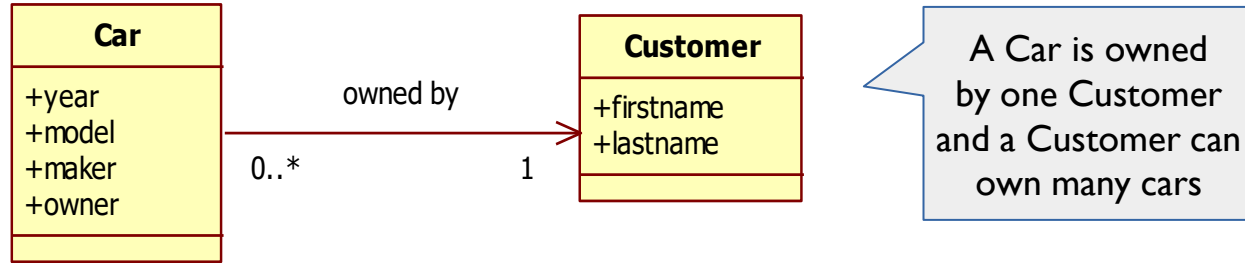 Car
+year
+model
+maker
+owner
owned by
0..*
1
Customer
+firstname
+lastname
A Car is owned
by one Customer
and a Customer can
own many cars